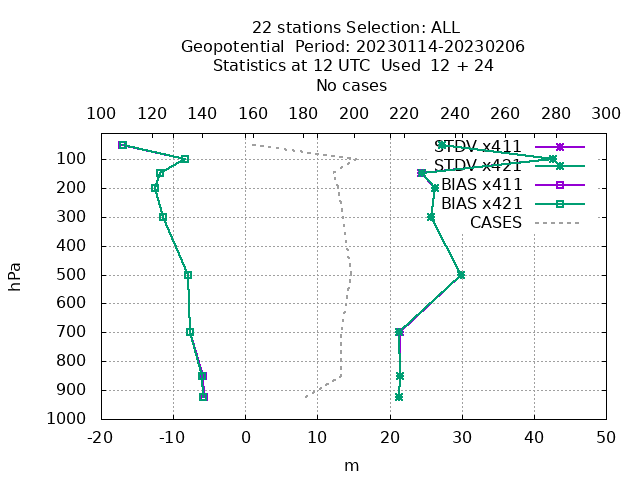 22 stations Selection: ALL
Geopotential  Period: 20230114-20230206
Statistics at 12 UTC  Used  12 + 24
No cases
100 120 140 160 180 200 220 240 260 280 300
STDV x411
STDV x421
BIAS x411
BIAS x421
CASES
hPa
100
200
300
400
500
600
700
800
900
1000
-20 -10 0 10 20 30 40 50
m